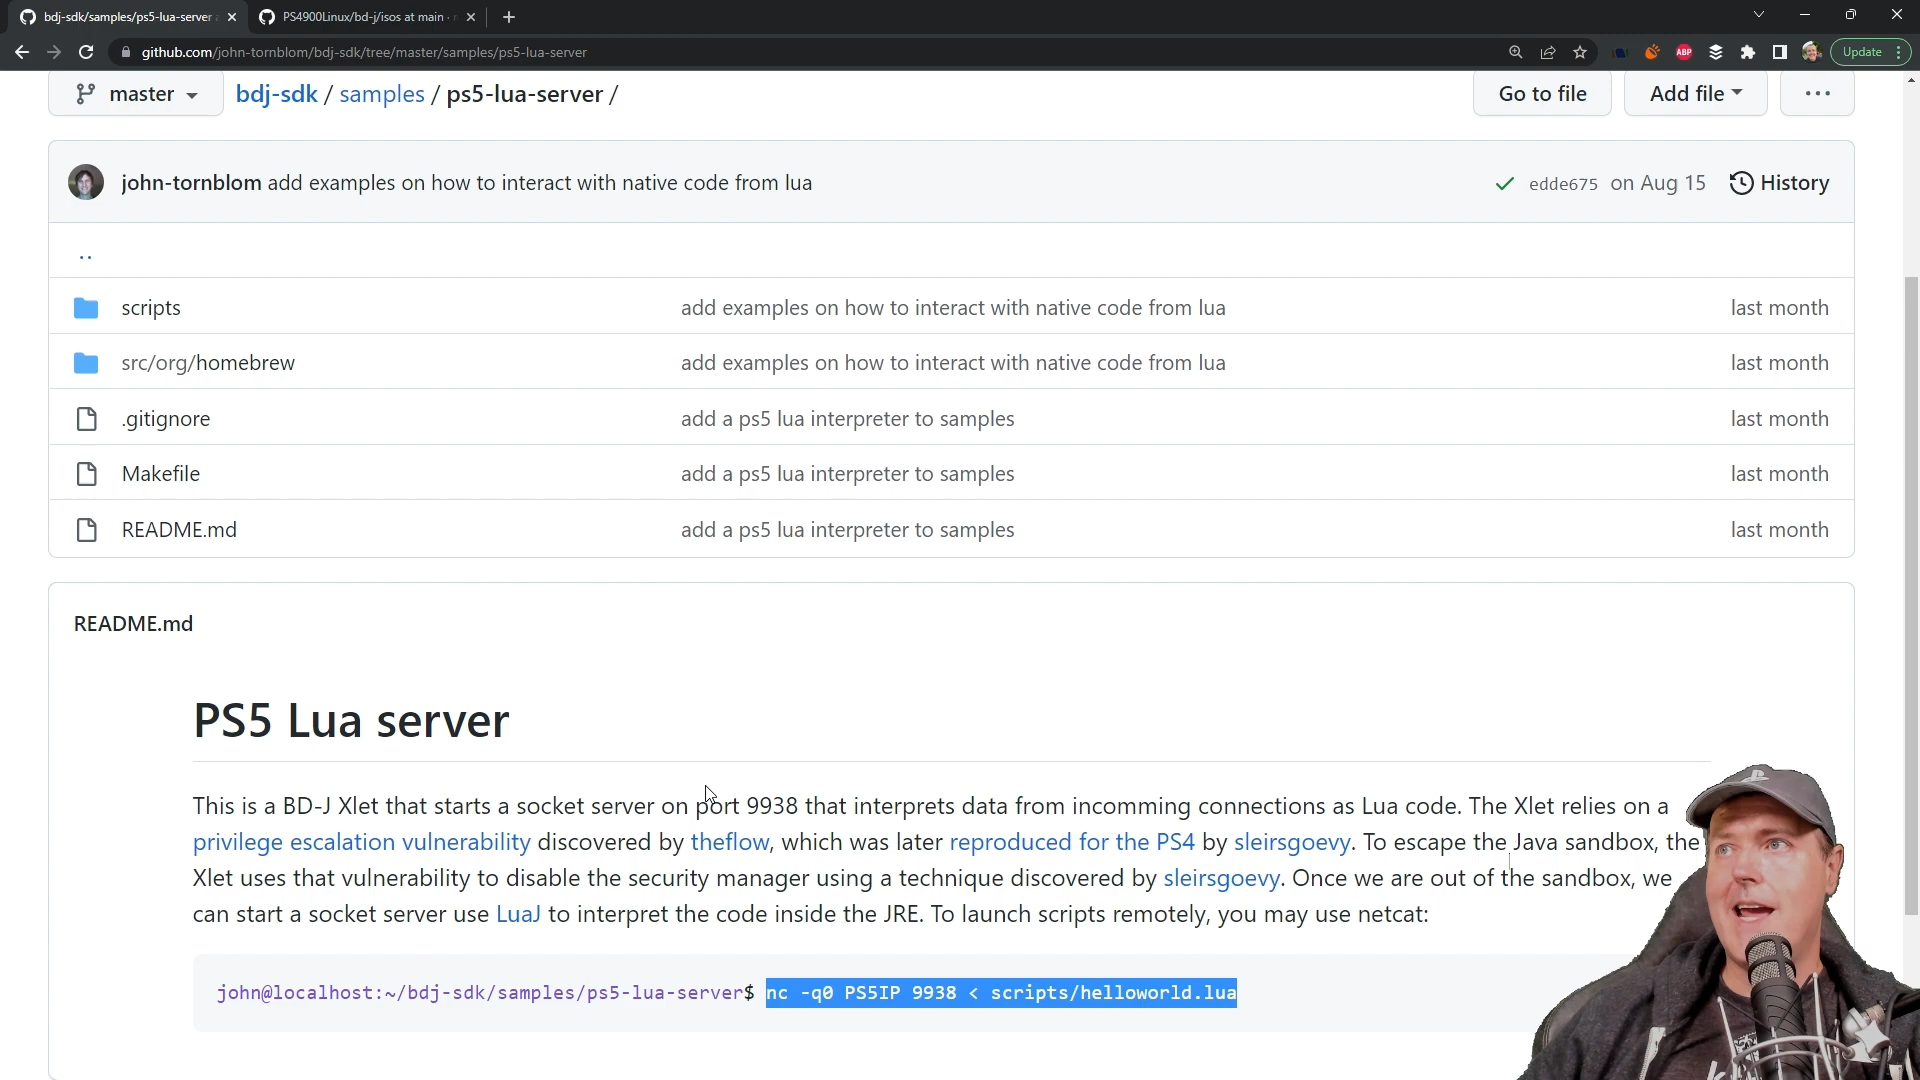 bdj-sdk/samples/ps5-lua-server
PS4900Linux/bd-j/isos at main ·
github.com/john-tornblom/bdj-sdk/tree/master/samples/ps5-lua-server
ABP
Update
master
bdj-sdk / samples / ps5-lua-server /
Go to file
Add file
john-tornblom add examples on how to interact with native code from lua
edde675 on Aug 15
History
..
scripts add examples on how to interact with native code from lua last month
src/org/homebrew add examples on how to interact with native code from lua last month
.gitignore add a ps5 lua interpreter to samples last month
Makefile add a ps5 lua interpreter to samples last month
README.md add a ps5 lua interpreter to samples last month
README.md
PS5 Lua server
This is a BD-J Xlet that starts a socket server on port 9938 that interprets data from incomming connections as Lua code. The Xlet relies on a
privilege escalation vulnerability discovered by theflow, which was later reproduced for the PS4 by sleirsgoevy. To escape the Java sandbox, the
Xlet uses that vulnerability to disable the security manager using a technique discovered by sleirsgoevy. Once we are out of the sandbox, we
can start a socket server use LuaJ to interpret the code inside the JRE. To launch scripts remotely, you may use netcat:
john@localhost:~/bdj-sdk/samples/ps5-lua-server$ nc -q0 PS5IP 9938 < scripts/helloworld.lua